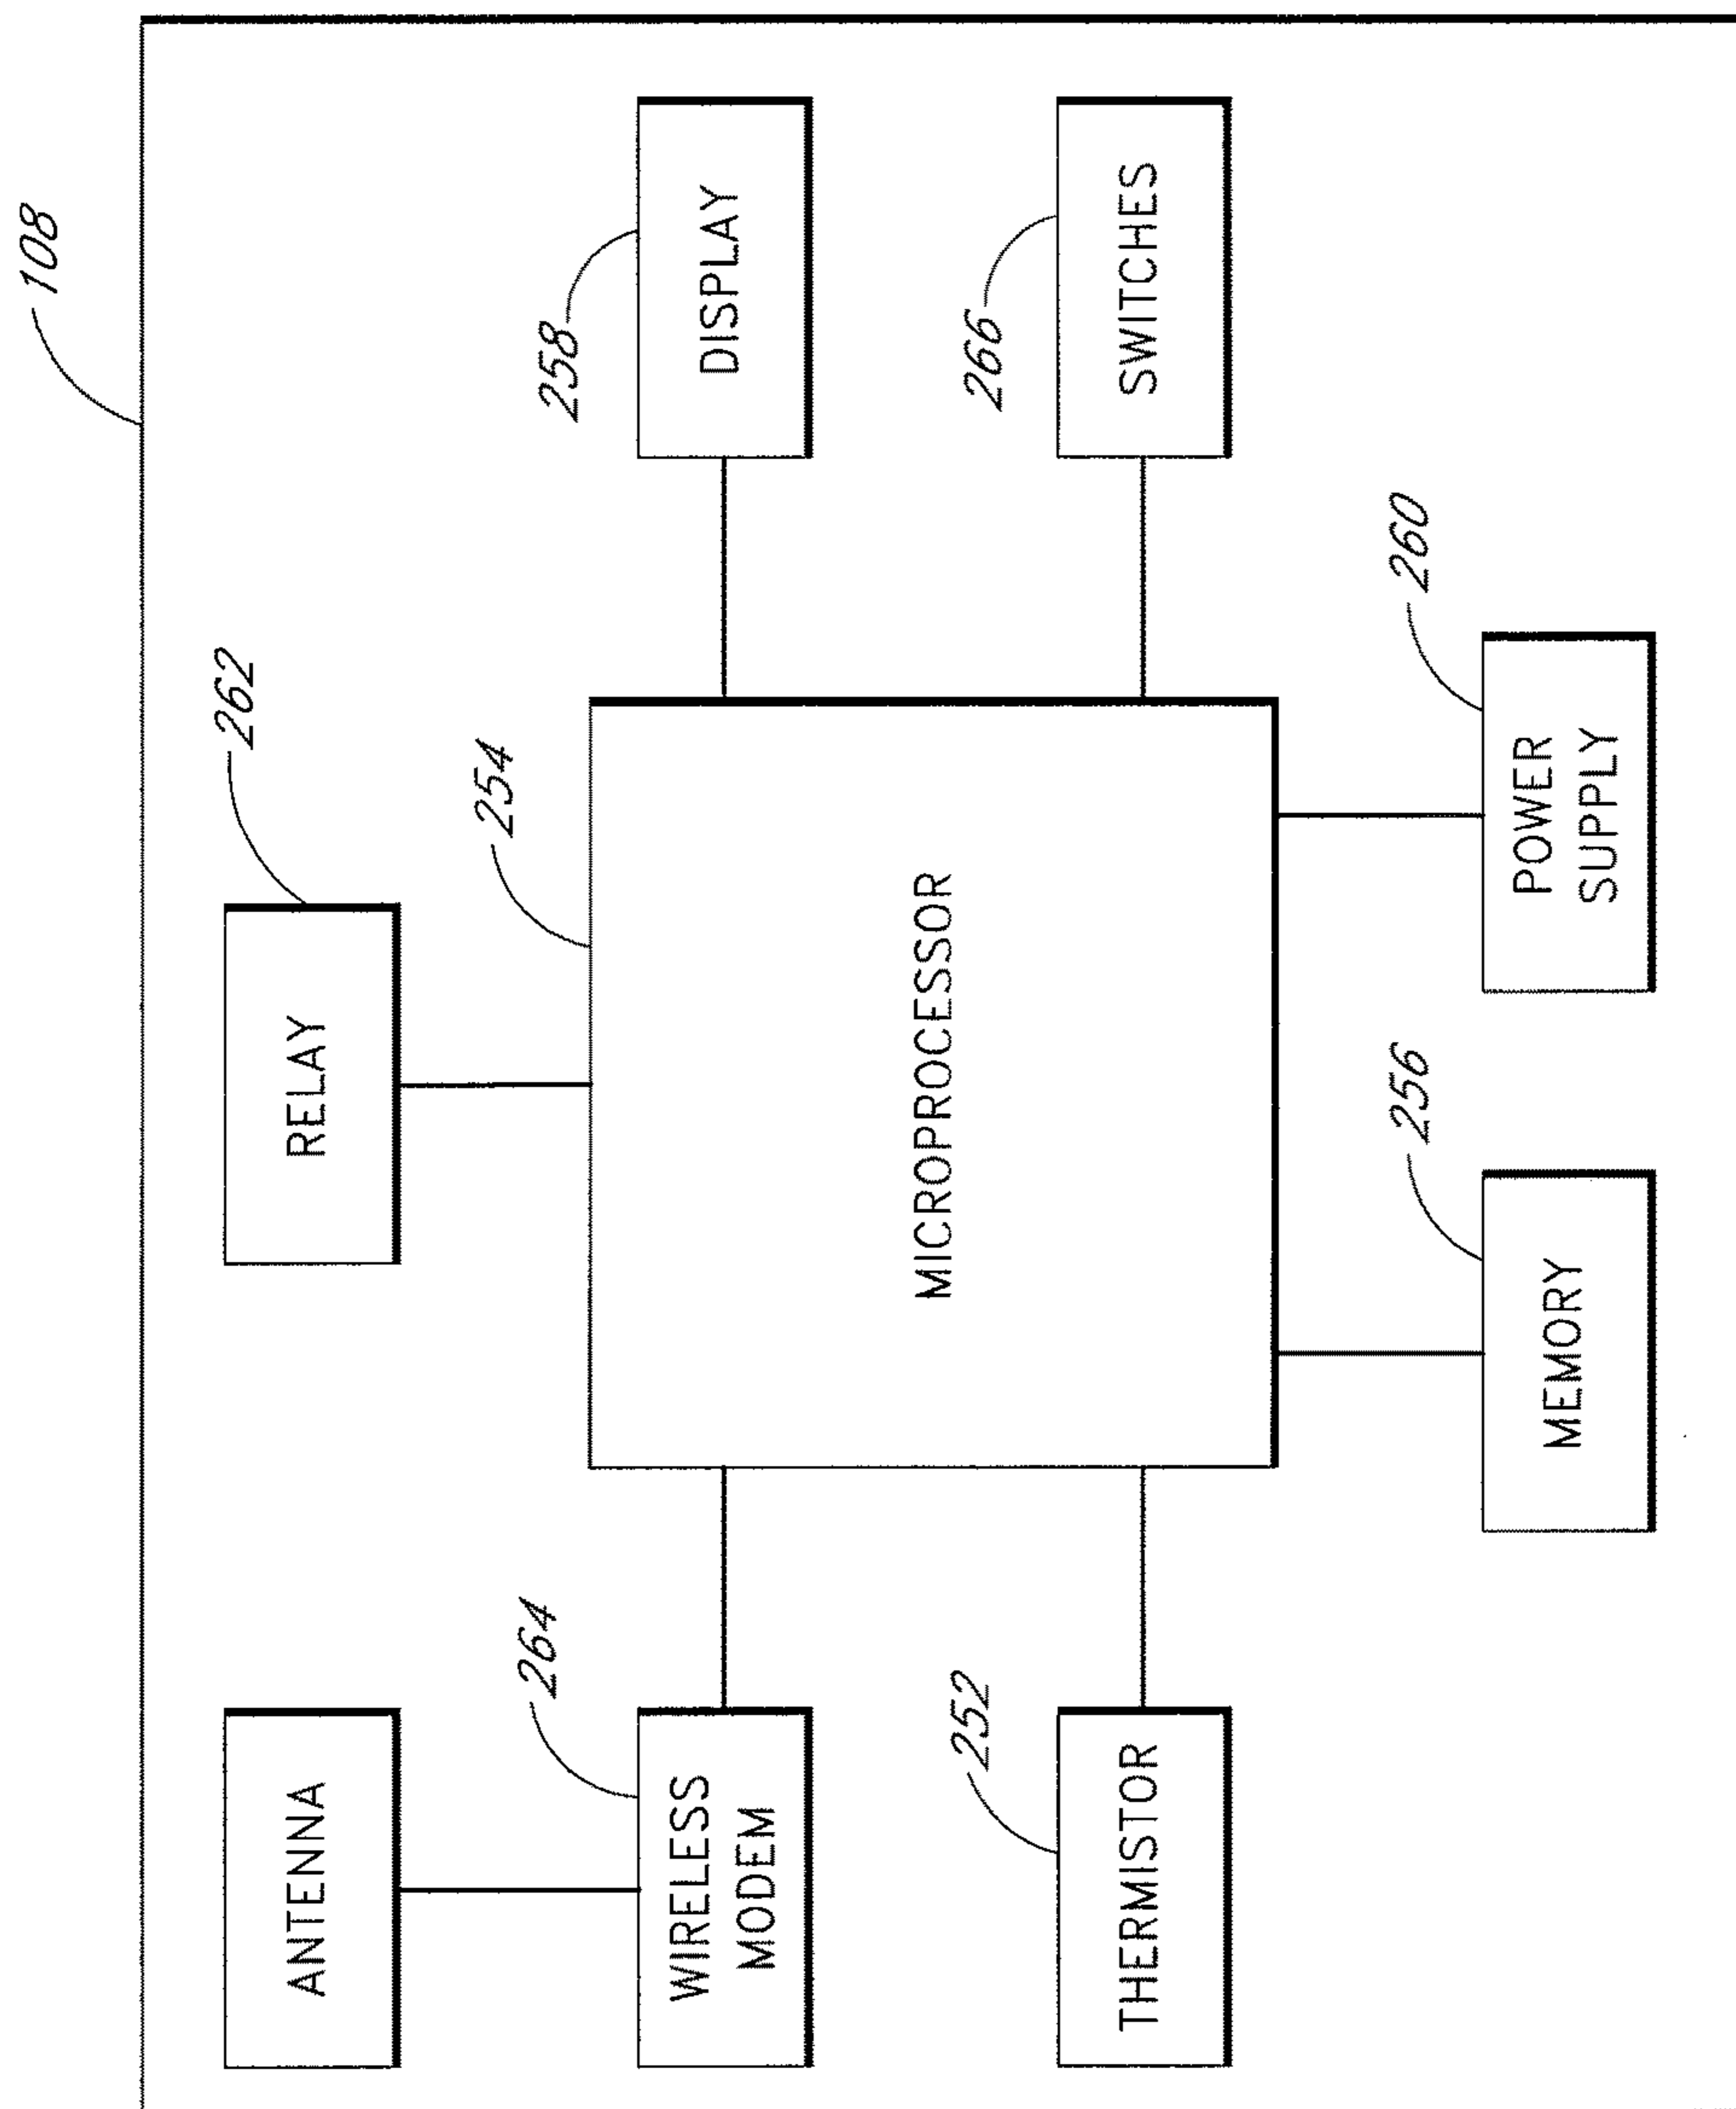 108
262
ANTENNA
RELAY
254
264
258
WIRELESS
MODEM
DISPLAY
MICROPROCESSOR
252
266
THERMISTOR
SWITCHES
256
260
MEMORY
POWER
SUPPLY